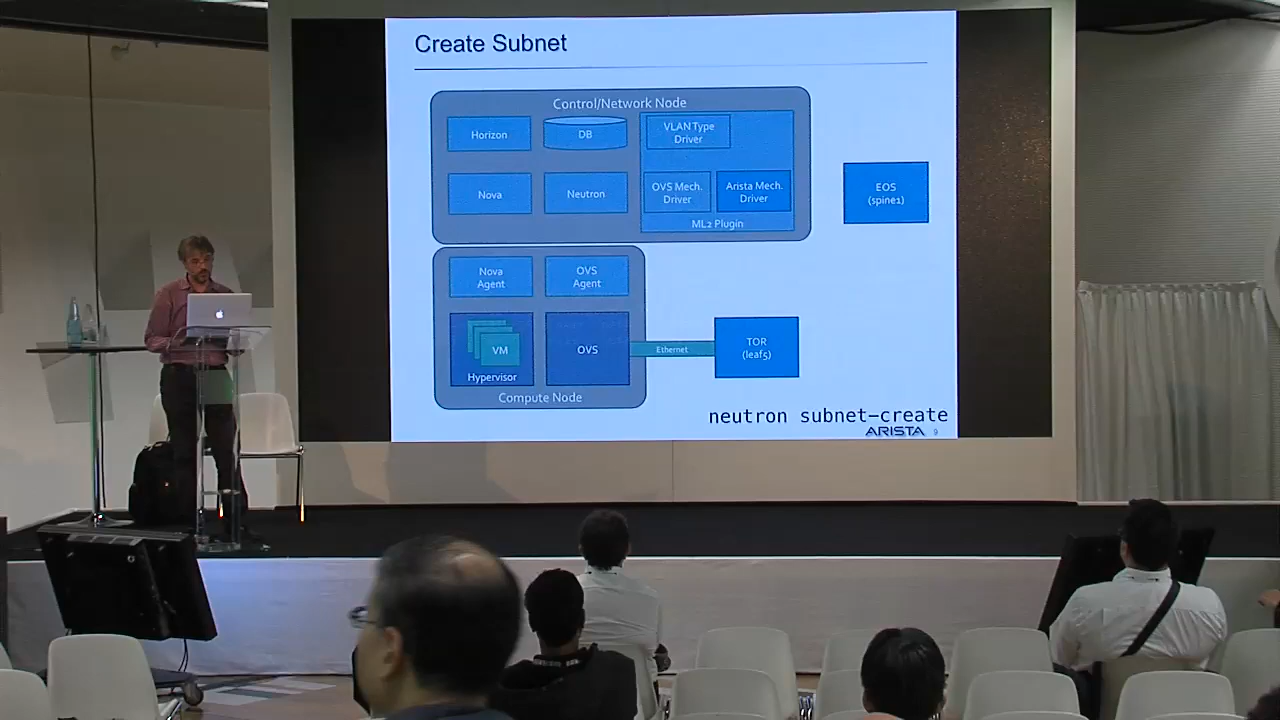 Create Subnet
Control/Network Node
Horizon
DB
VLAN Type
Driver
Nova
Neutron
OVS Mech.
Driver
Arista Mech.
Driver
ML2 Plugin
EOS
(spine1)
Nova
Agent
OVS
Agent
VM
Hypervisor
OVS
Ethernet
TOR
(leaf5)
Compute Node
neutron subnet-create
ARISTA
9